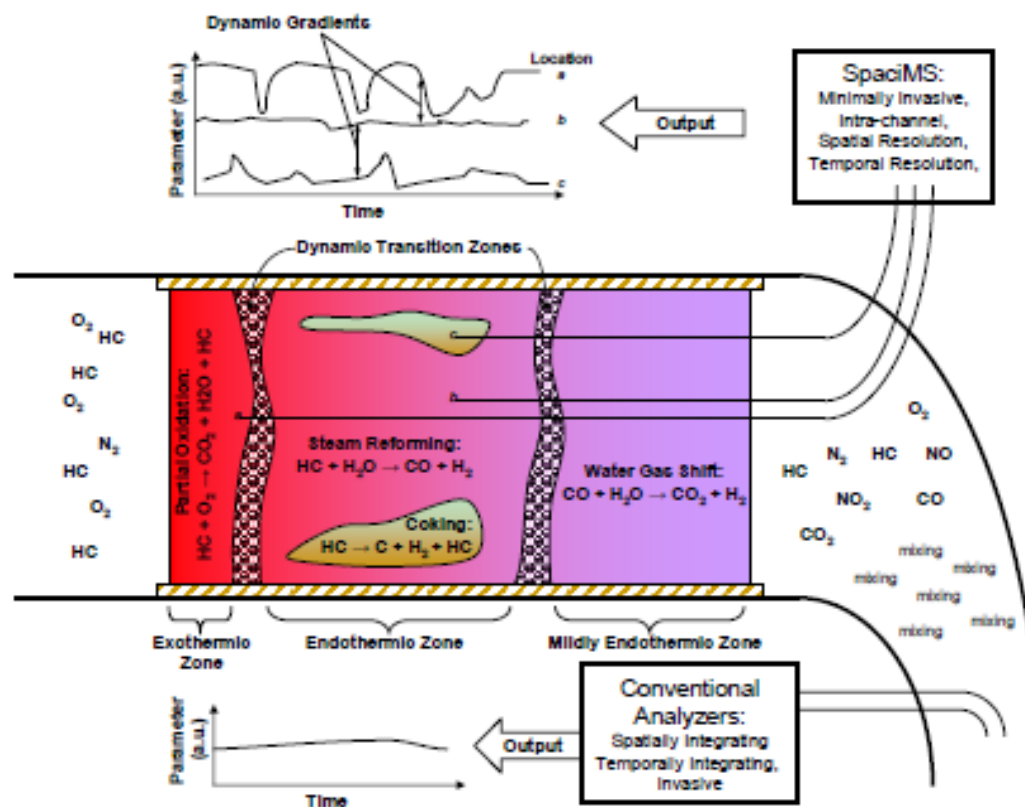 Dynamic Gradients
Location
a
b
c
Parameter (a.u.)
Time
Output
SpaciMS:
Minimally Invasive,
Intra-channel,
Spatial Resolution,
Temporal Resolution,
Dynamic Transition Zones
O₂
HC
HC
O₂
N₂
HC
O₂
HC
Partial Oxidation:
HC + O₂ → CO₂ + H2O + HC
c
b
a
Steam Reforming:
HC + H₂O → CO + H₂
Coking:
HC → C + H₂ + HC
Water Gas Shift:
CO + H₂O → CO₂ + H₂
O₂
N₂ HC NO
HC
NO₂ CO
CO₂
mixing
mixing
mixing
mixing
mixing
mixing
Exothermic
Zone
Endothermic Zone
Mildly Endothermic Zone
Parameter
(a.u.)
Time
Output
Conventional
Analyzers:
Spatially Integrating
Temporally Integrating,
Invasive